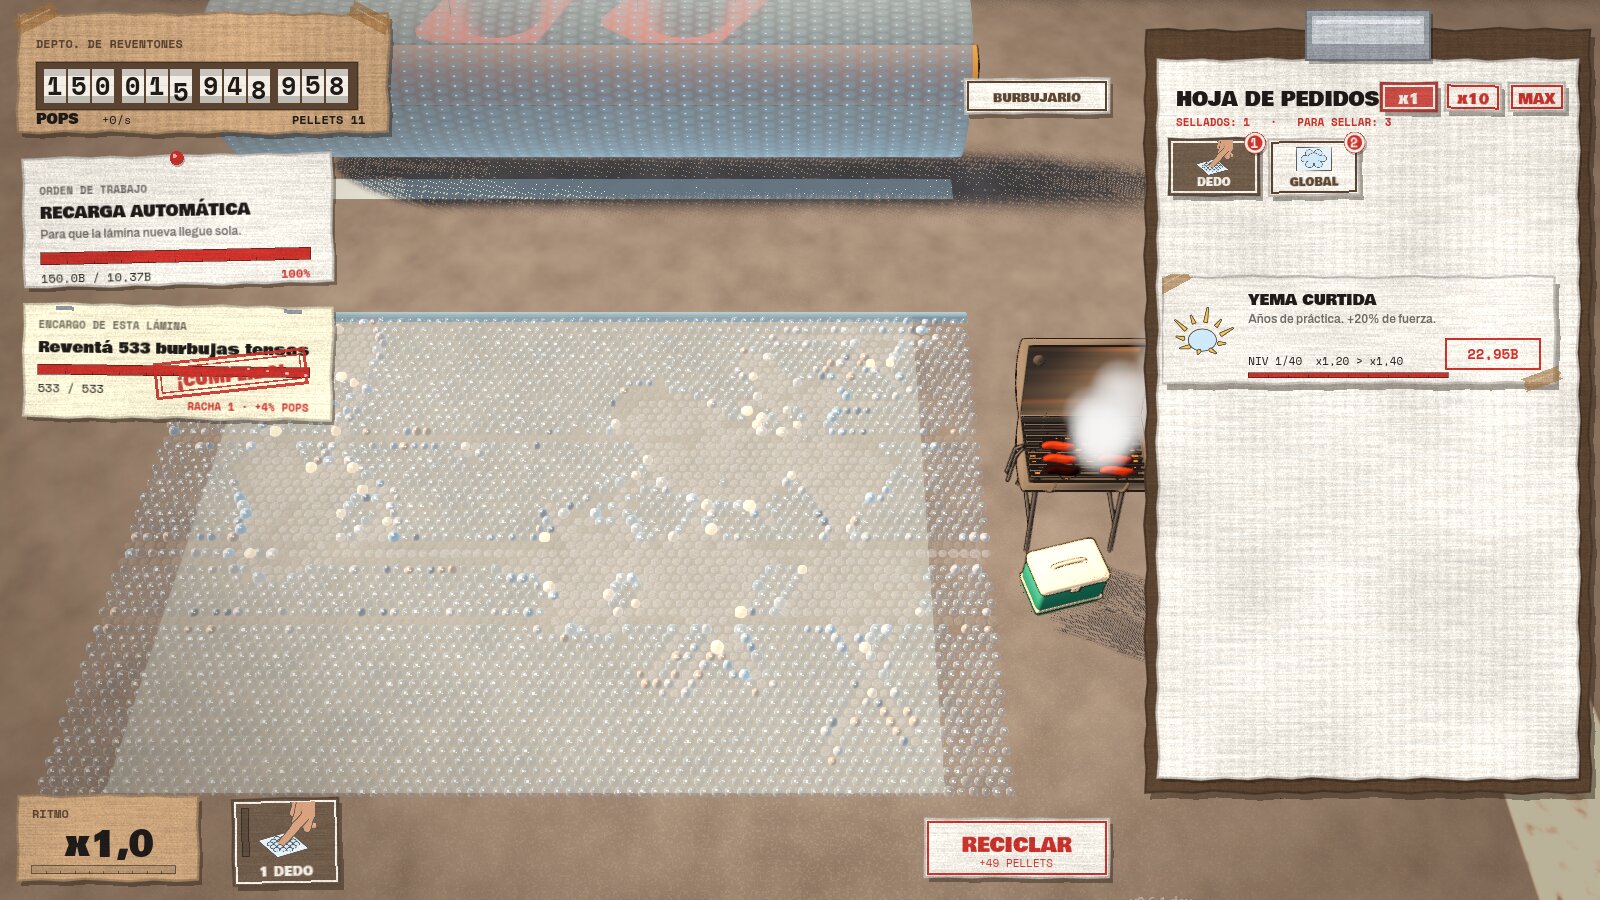 DEPTO. DE REVENTONES
150 015 948 958
POPS +0/s PELLETS 11
ORDEN DE TRABAJO
RECARGA AUTOMÁTICA
Para que la lámina nueva llegue sola.
150.0B / 10.37B 100%
ENCARGO DE ESTA LÁMINA
Reventá 533 burbujas tensas
533 / 533
RACHA 1 · +4% POPS
BURBUJARIO
HOJA DE PEDIDOS x1 x10 MAX
SELLADOS: 1 · PARA SELLAR: 3
1 2
DEDO GLOBAL
YEMA CURTIDA
Años de práctica. +20% de fuerza.
NIV 1/40 x1,20 > x1,40 22,95B
RITMO
x1,0
1 DEDO
RECICLAR
+49 PELLETS